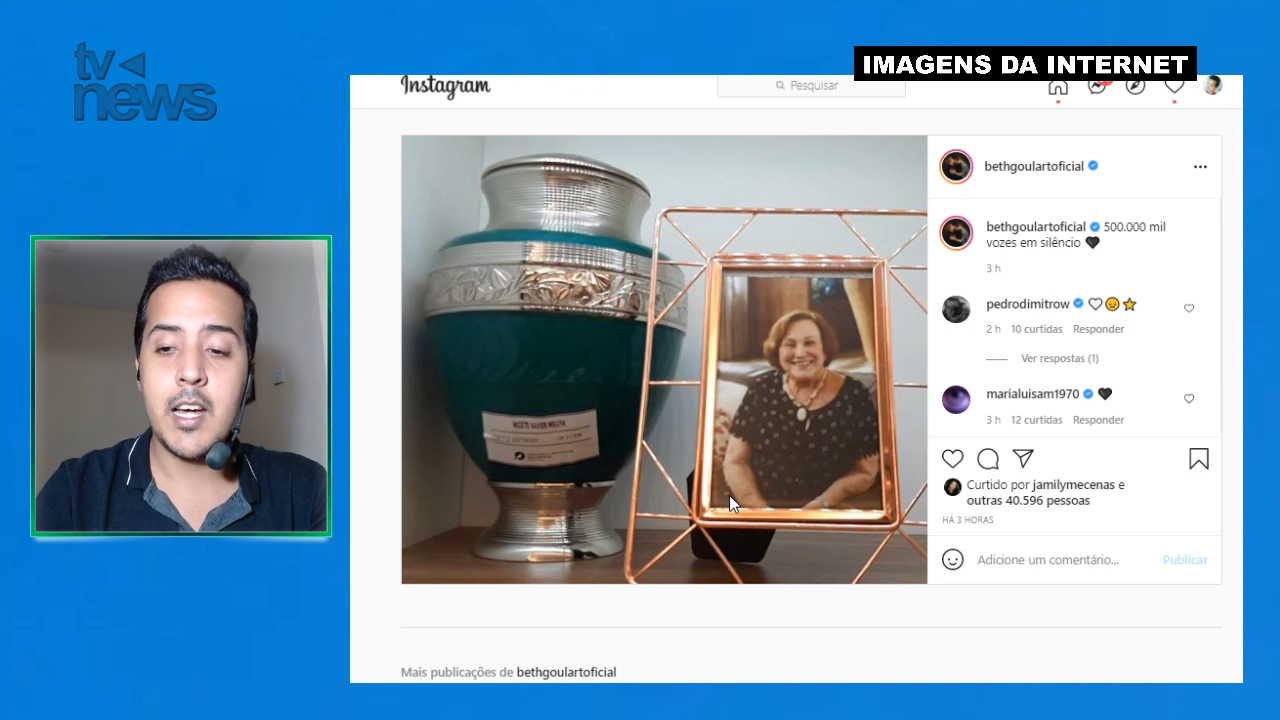 tv
news
IMAGENS DA INTERNET
Instagram
Pesquisar
bethgoulartoficial
bethgoulartoficial 500.000 mil
vozes em silêncio
3 h
pedrodimitrow
2 h 10 curtidas Responder
Ver respostas (1)
marialuisam1970
3 h 12 curtidas Responder
Curtido por jamilymecenas e
outras 40.596 pessoas
HÁ 3 HORAS
Adicione um comentário... Publicar
Mais publicações de bethgoulartoficial